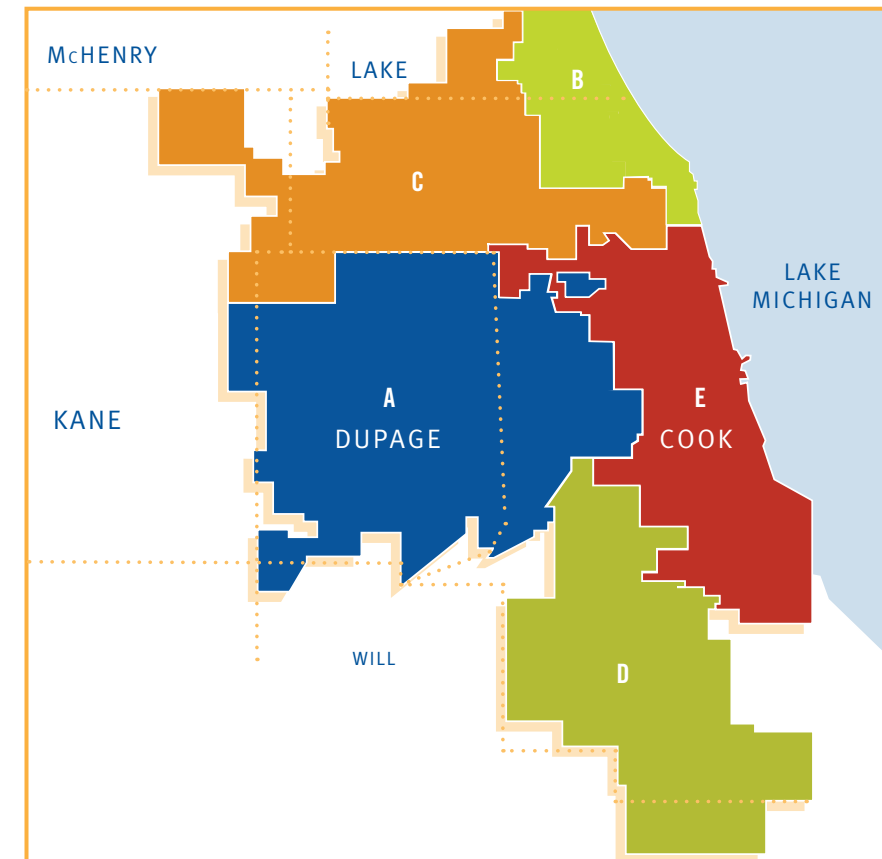 McHENRY
LAKE
B
C
LAKE
MICHIGAN
A
DUPAGE
E
COOK
KANE
WILL
D